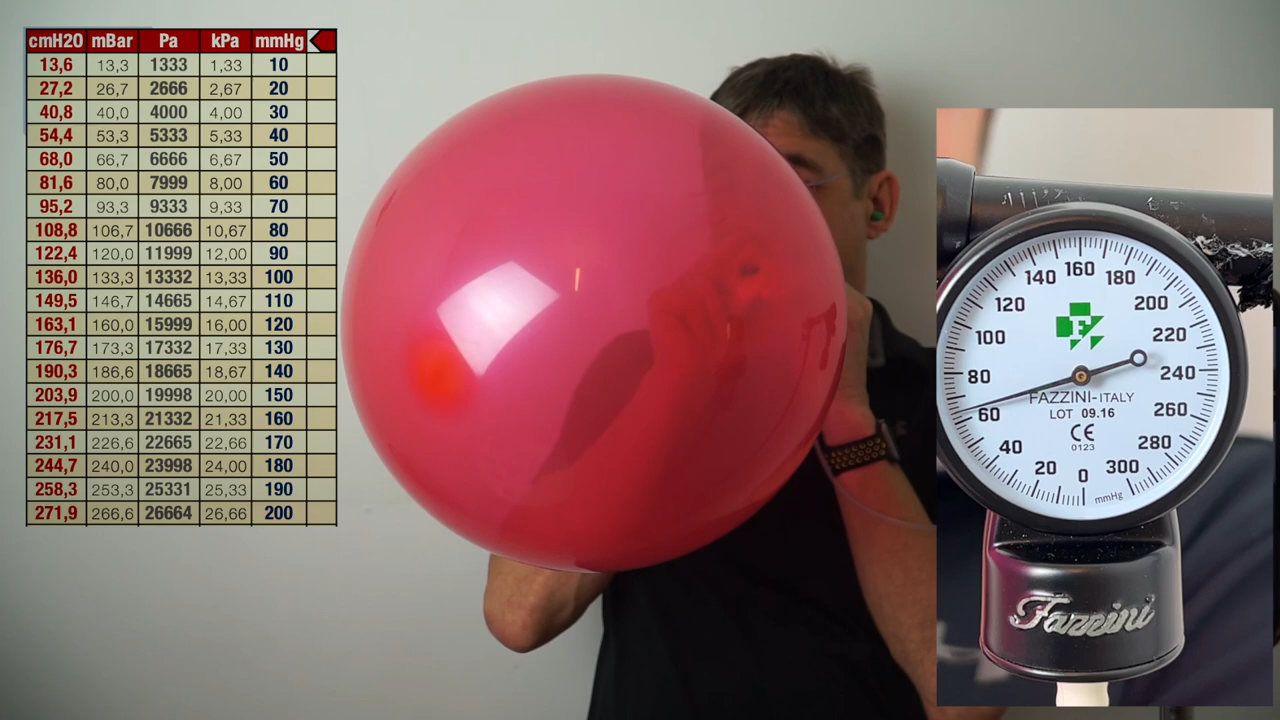 cmH2O mBar Pa kPa mmHg
13,6 13,3 1333 1,33 10
27,2 26,7 2666 2,67 20
40,8 40,0 4000 4,00 30
54,4 53,3 5333 5,33 40
68,0 66,7 6666 6,67 50
81,6 80,0 7999 8,00 60
95,2 93,3 9333 9,33 70
108,8 106,7 10666 10,67 80
122,4 120,0 11999 12,00 90
136,0 133,3 13332 13,33 100
149,5 146,7 14665 14,67 110
163,1 160,0 15999 16,00 120
176,7 173,3 17332 17,33 130
190,3 186,6 18665 18,67 140
203,9 200,0 19998 20,00 150
217,5 213,3 21332 21,33 160
231,1 226,6 22665 22,66 170
244,7 240,0 23998 24,00 180
258,3 253,3 25331 25,33 190
271,9 266,6 26664 26,66 200
140 160 180
120 200
100 F 220
80 240
FAZZINI-ITALY
60 LOT 09.16 260
CE
40 0123 280
20 0 300
mmHg
Fazzini